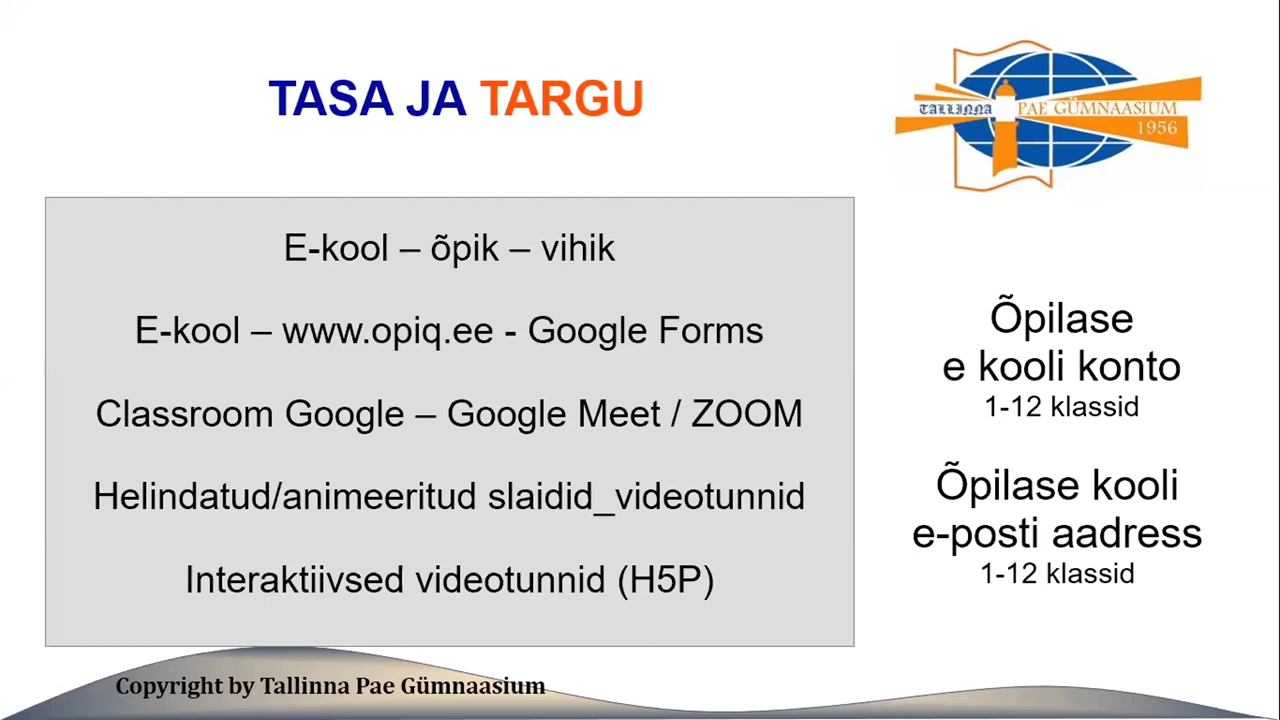 TASA JA TARGU
TALLINNA PAE GÜMNAASIUM
1956
E-kool – õpik – vihik
E-kool – www.opiq.ee - Google Forms
Classroom Google – Google Meet / ZOOM
Helindatud/animeeritud slaidid_videotunnid
Interaktiivsed videotunnid (H5P)
Õpilase
e kooli konto
1-12 klassid
Õpilase kooli
e-posti aadress
1-12 klassid
Copyright by Tallinna Pae Gümnaasium